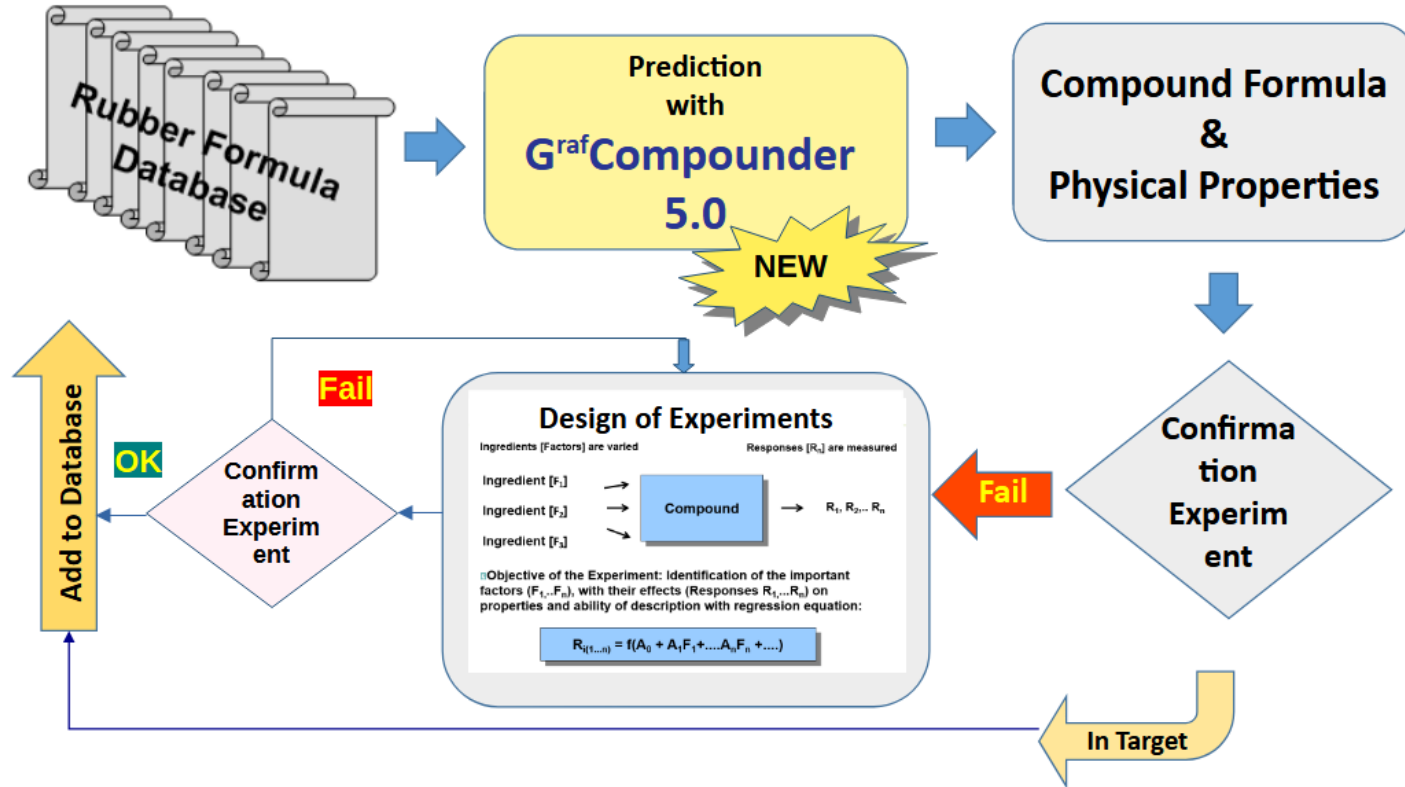 Rubber Formula
Database
Prediction
with
GrafCompounder
5.0
NEW
Compound Formula
&
Physical Properties
Confirma
tion
Experim
ent
Fail
In Target
Design of Experiments
Ingredients [Factors] are varied
Responses [Rn] are measured
Ingredient [F1]
Ingredient [F2]
Ingredient [F3]
Compound
R1, R2,.. Rn
Objective of the Experiment: Identification of the important
factors (F1,..Fn), with their effects (Responses R1,...Rn) on
properties and ability of description with regression equation:
Ri(1...n) = f(A0 + A1F1+....AnFn +....)
Fail
Confirm
ation
Experim
ent
OK
Add to Database